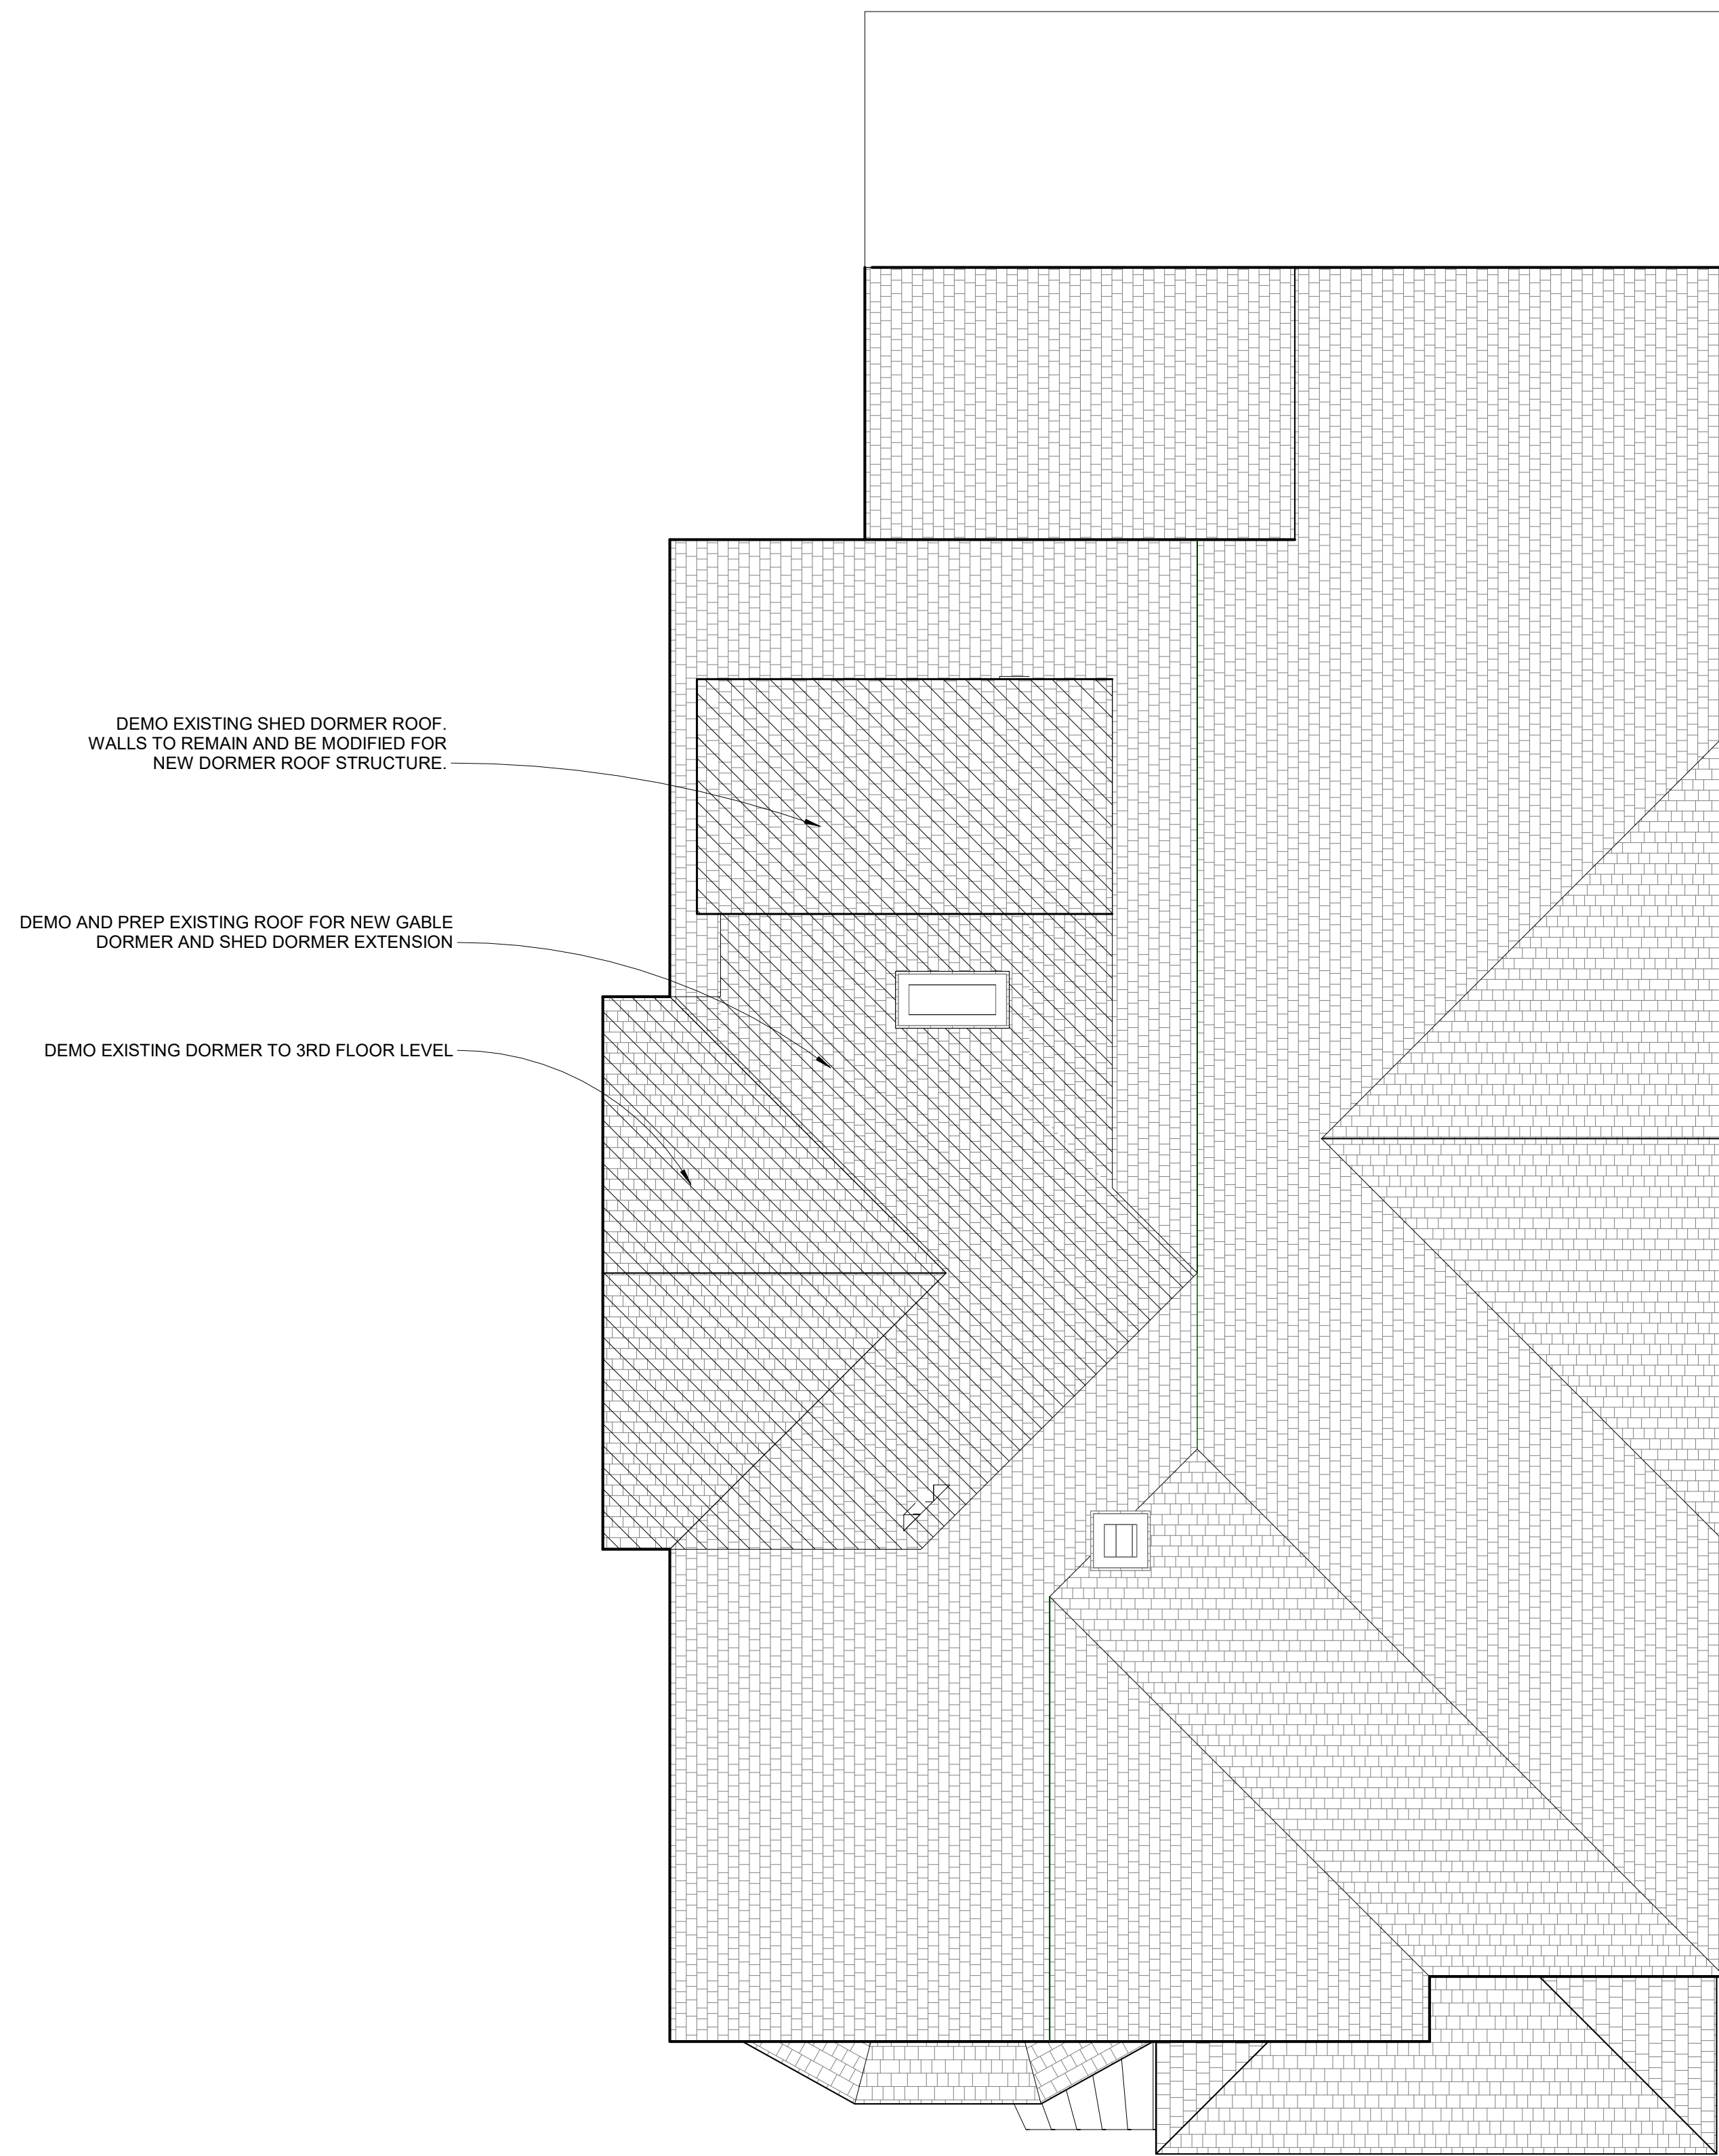 DEMO EXISTING SHED DORMER ROOF.
WALLS TO REMAIN AND BE MODIFIED FOR
NEW DORMER ROOF STRUCTURE.
DEMO AND PREP EXISTING ROOF FOR NEW GABLE
DORMER AND SHED DORMER EXTENSION
DEMO EXISTING DORMER TO 3RD FLOOR LEVEL